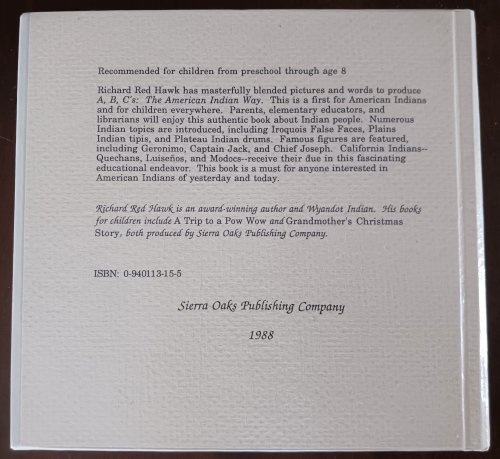 Recommended for children from preschool through age 8
Richard Red Hawk has masterfully blended pictures and words to produce
A, B, C's: The American Indian Way. This is a first for American Indians
and for children everywhere. Parents, elementary educators, and
librarians will enjoy this authentic book about Indian people. Numerous
Indian topics are introduced, including Iroquois False Faces, Plains
Indian tipis, and Plateau Indian drums. Famous figures are featured,
including Geronimo, Captain Jack, and Chief Joseph. California Indians--
Quechans, Luiseños, and Modocs--receive their due in this fascinating
educational endeavor. This book is a must for anyone interested in
American Indians of yesterday and today.
Richard Red Hawk is an award-winning author and Wyandot Indian. His books
for children include A Trip to a Pow Wow and Grandmother's Christmas
Story, both produced by Sierra Oaks Publishing Company.
ISBN: 0-940113-15-5
Sierra Oaks Publishing Company
1988